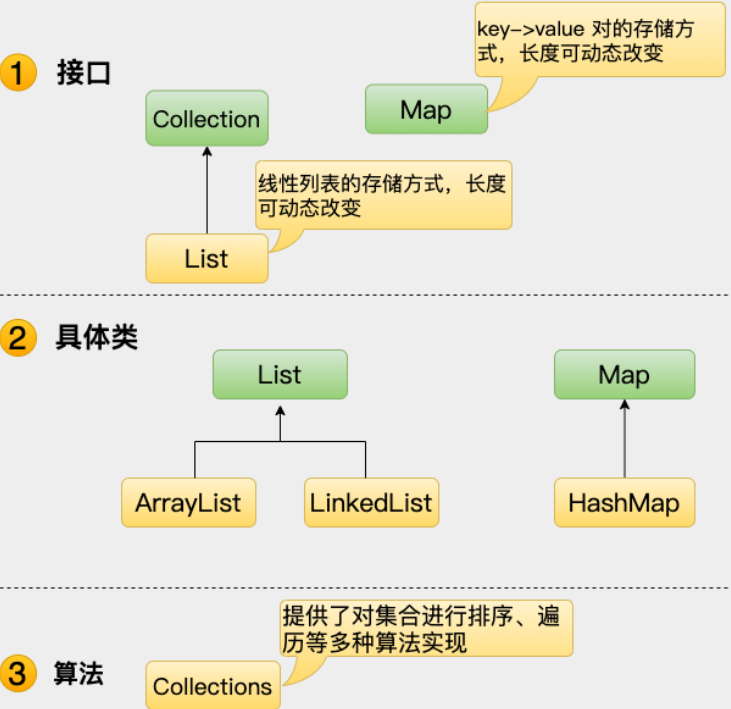 key->value 对的存储方
式，长度可动态改变
1 接口
Collection
Map
线性列表的存储方式，长度
可动态改变
List
2 具体类
List
Map
ArrayList
LinkedList
HashMap
提供了对集合进行排序、遍
历等多种算法实现
3 算法
Collections